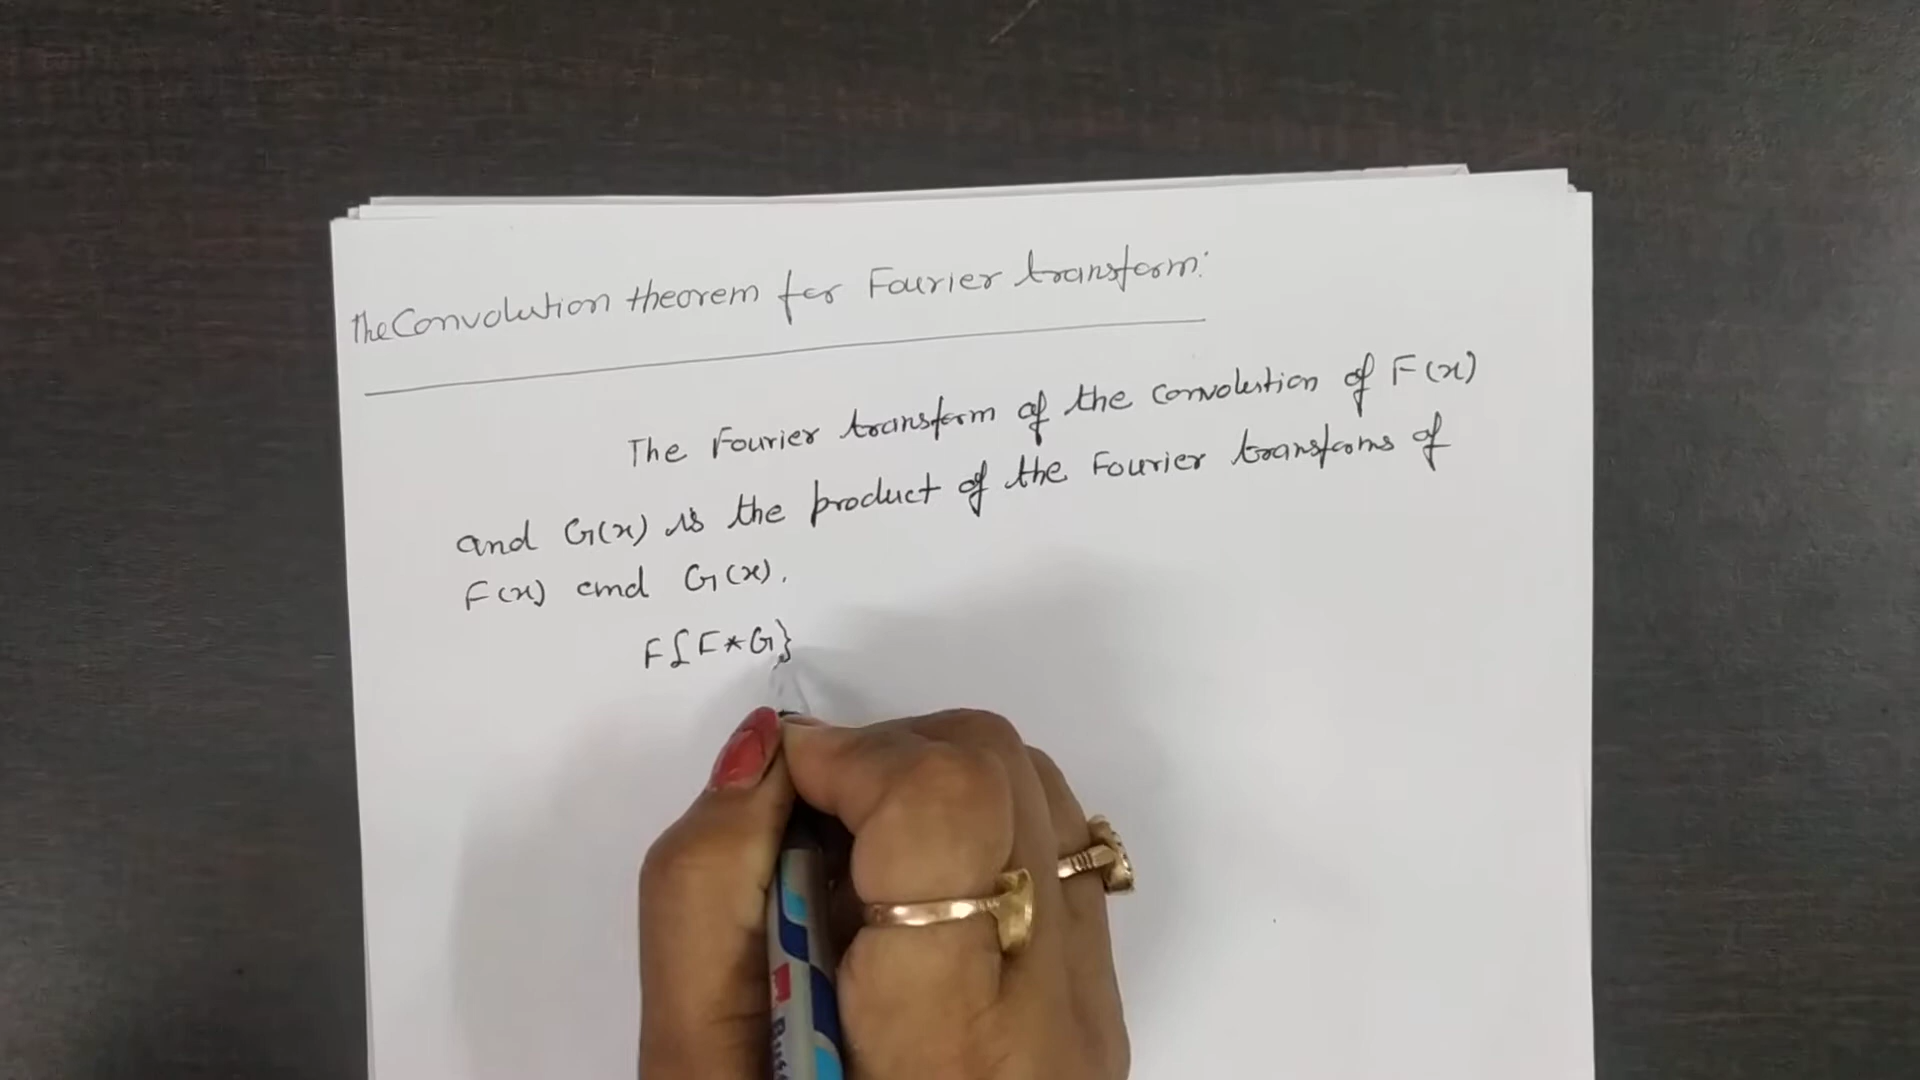 The Convolution theorem for Fourier transform:
The Fourier transform of the convolution of F(x)
and G(x) is the product of the Fourier transforms of
F(x) and G(x).
F{F*G}